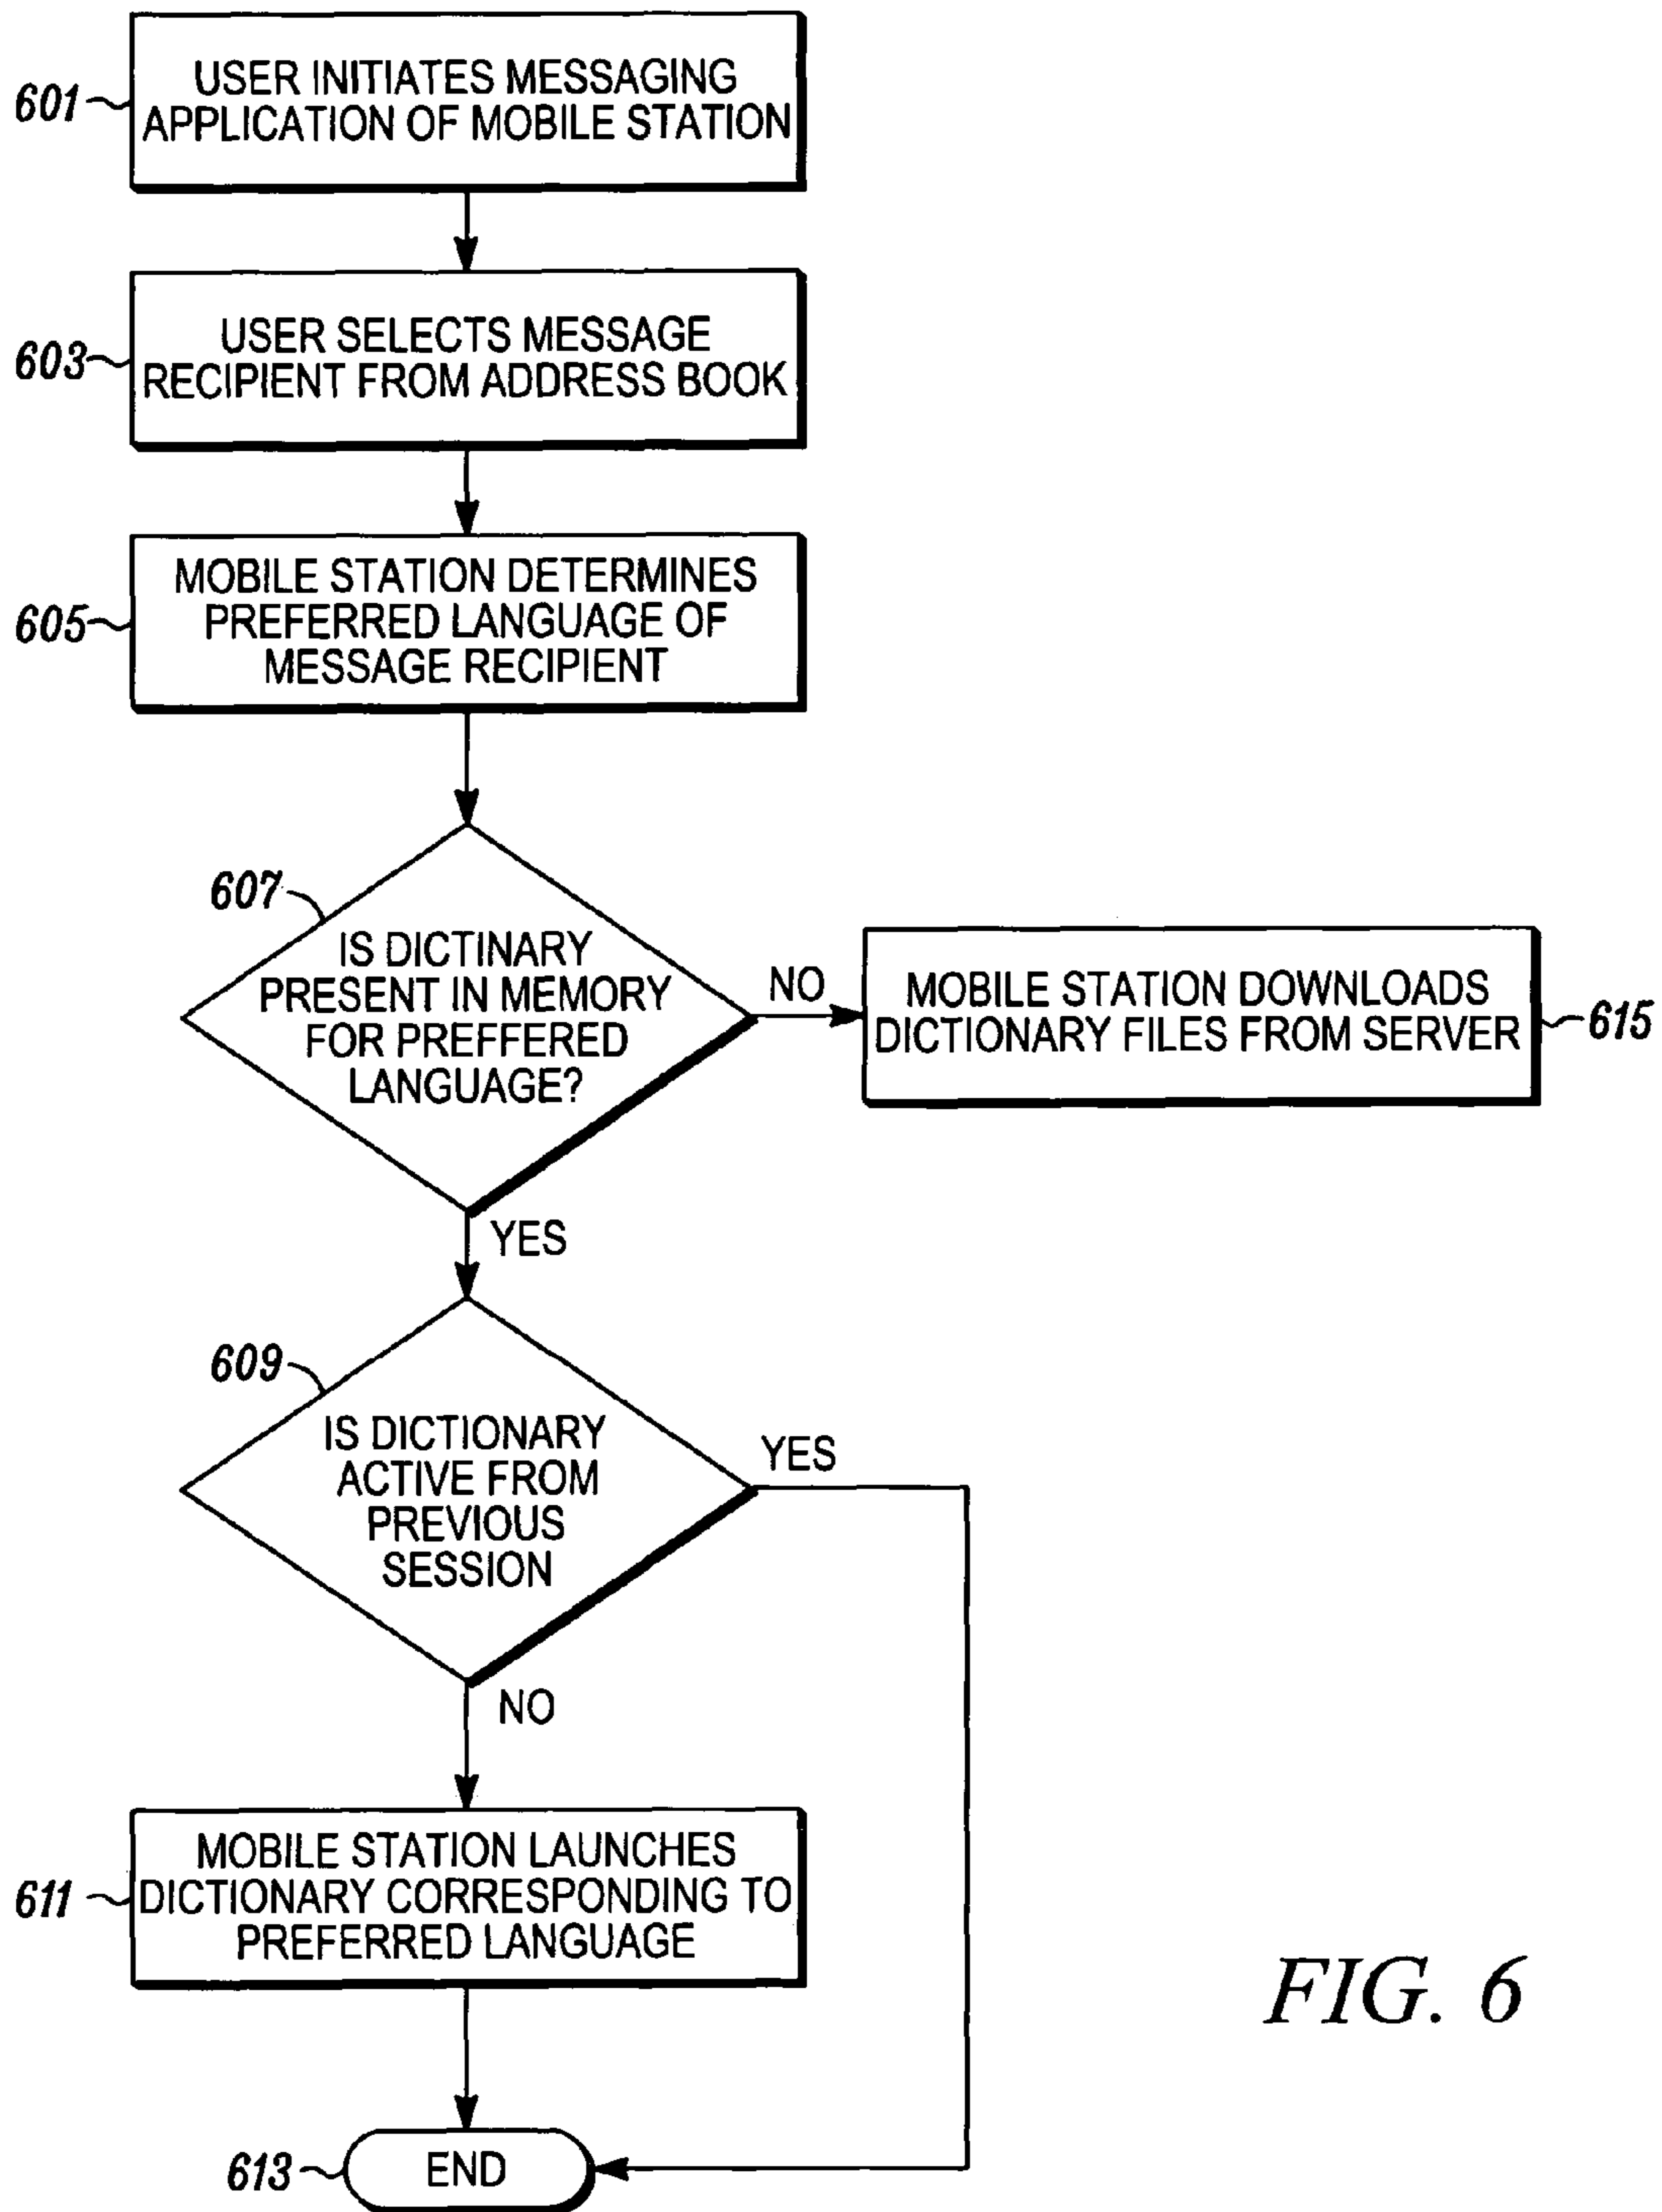 601
USER INITIATES MESSAGING
APPLICATION OF MOBILE STATION
603
USER SELECTS MESSAGE
RECIPIENT FROM ADDRESS BOOK
605
MOBILE STATION DETERMINES
PREFERRED LANGUAGE OF
MESSAGE RECIPIENT
607
IS DICTINARY
PRESENT IN MEMORY
FOR PREFFERED
LANGUAGE?
NO
MOBILE STATION DOWNLOADS
DICTIONARY FILES FROM SERVER
615
YES
609
IS DICTIONARY
ACTIVE FROM
PREVIOUS
SESSION
YES
NO
611
MOBILE STATION LAUNCHES
DICTIONARY CORRESPONDING TO
PREFERRED LANGUAGE
613
END
FIG. 6